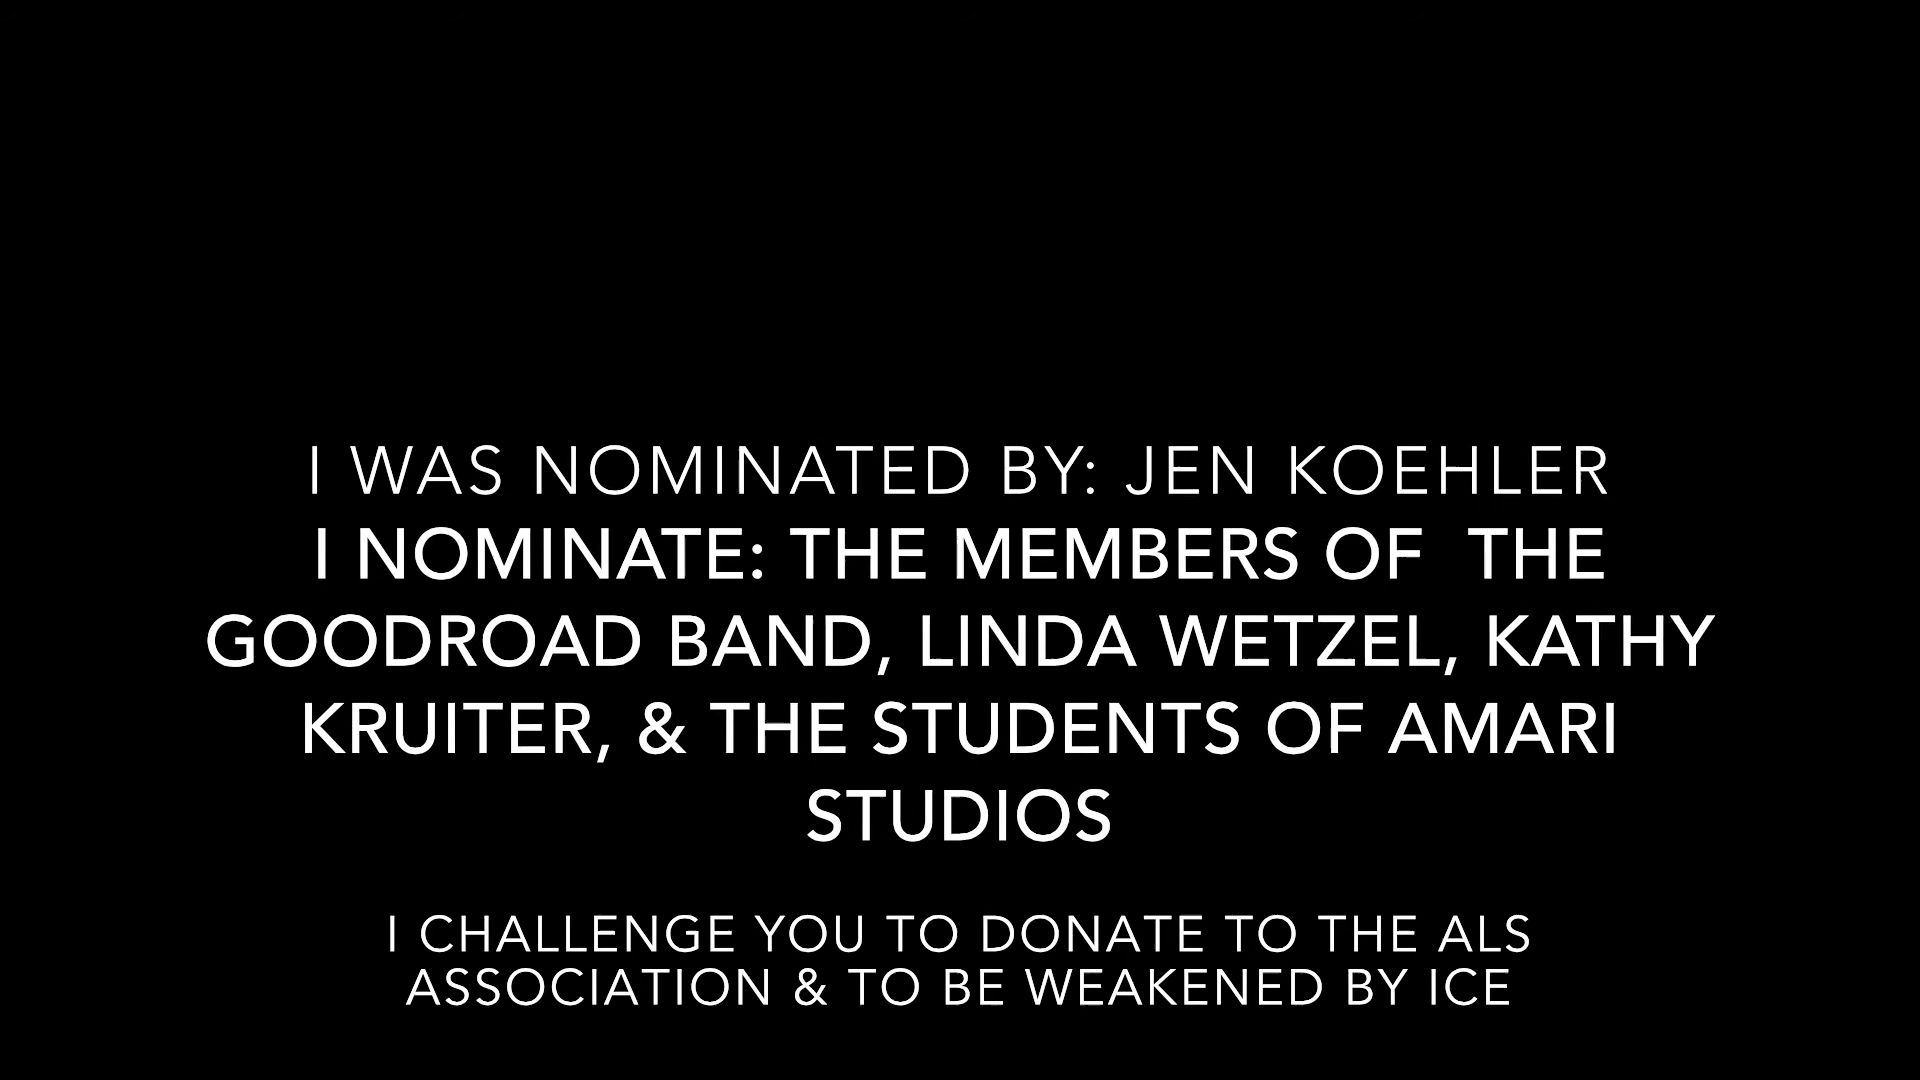 I WAS NOMINATED BY: JEN KOEHLER
I NOMINATE: THE MEMBERS OF  THE
GOODROAD BAND, LINDA WETZEL, KATHY
KRUITER, & THE STUDENTS OF AMARI
STUDIOS
I CHALLENGE YOU TO DONATE TO THE ALS
ASSOCIATION & TO BE WEAKENED BY ICE